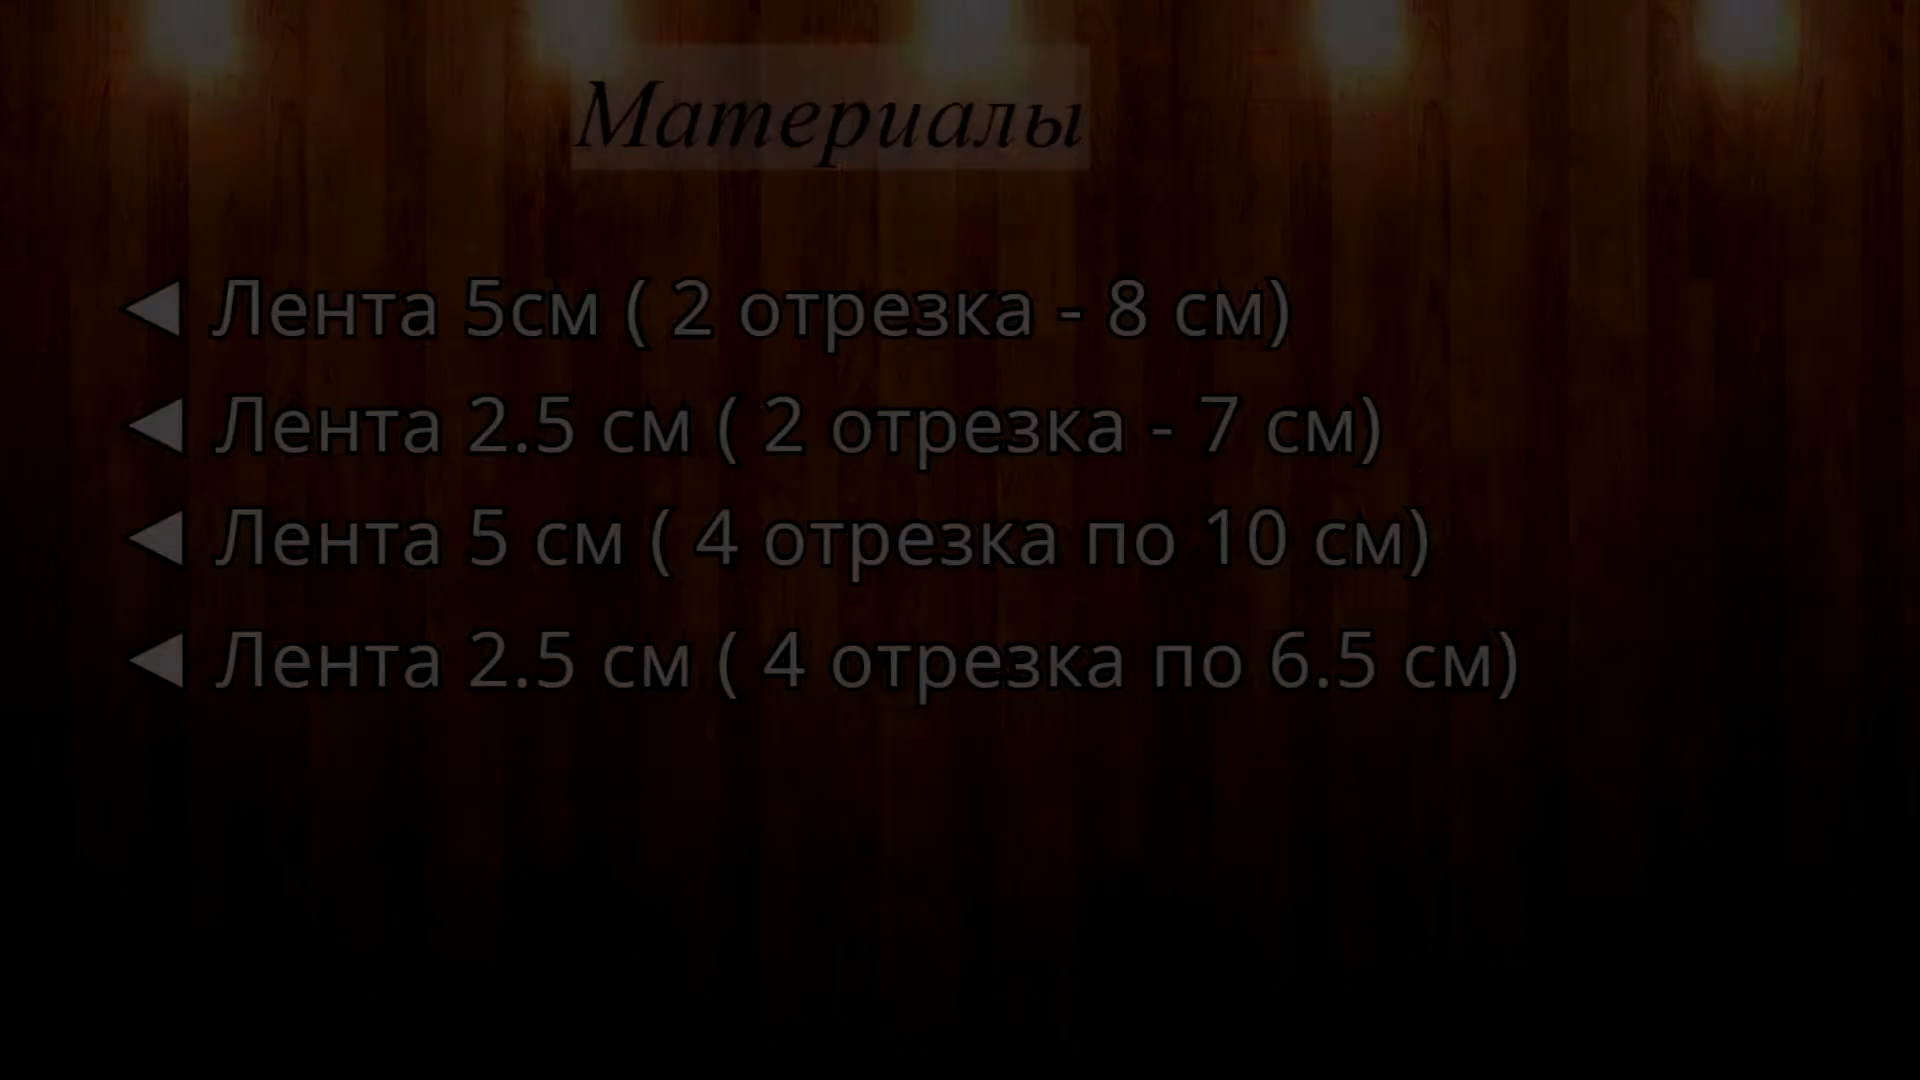 Материалы
◀ Лента 5см ( 2 отрезка - 8 см)
◀ Лента 2.5 см ( 2 отрезка - 7 см)
◀ Лента 5 см ( 4 отрезка по 10 см)
◀ Лента 2.5 см ( 4 отрезка по 6.5 см)